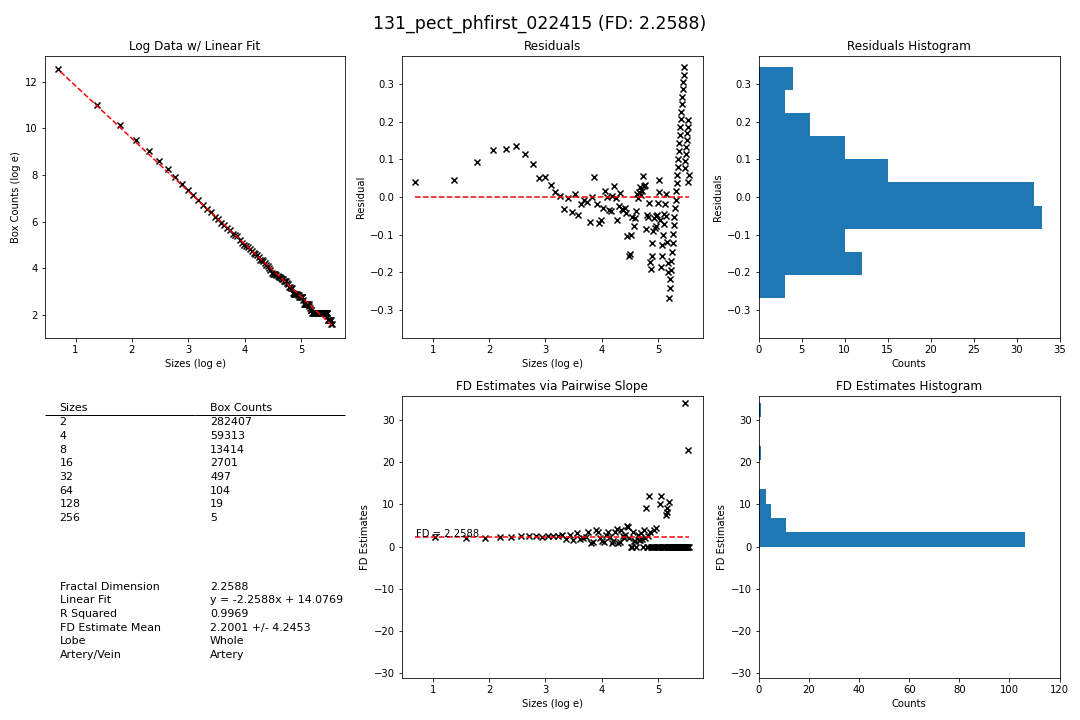 131_pect_phfirst_022415 (FD: 2.2588)
Log Data w/ Linear Fit
Box Counts (log e)
12
10
8
6
4
2
1 2 3 4 5
Sizes (log e)
Residuals
Residual
0.3
0.2
0.1
0.0
−0.1
−0.2
−0.3
1 2 3 4 5
Sizes (log e)
Residuals Histogram
Residuals
0.3
0.2
0.1
0.0
−0.1
−0.2
−0.3
0 5 10 15 20 25 30 35
Counts
Sizes Box Counts
2 282407
4 59313
8 13414
16 2701
32 497
64 104
128 19
256 5
Fractal Dimension 2.2588
Linear Fit y = -2.2588x + 14.0769
R Squared 0.9969
FD Estimate Mean 2.2001 +/- 4.2453
Lobe Whole
Artery/Vein Artery
FD Estimates via Pairwise Slope
FD Estimates
30
20
10
0
−10
−20
−30
FD = 2.2588
1 2 3 4 5
Sizes (log e)
FD Estimates Histogram
FD Estimates
30
20
10
0
−10
−20
−30
0 20 40 60 80 100 120
Counts